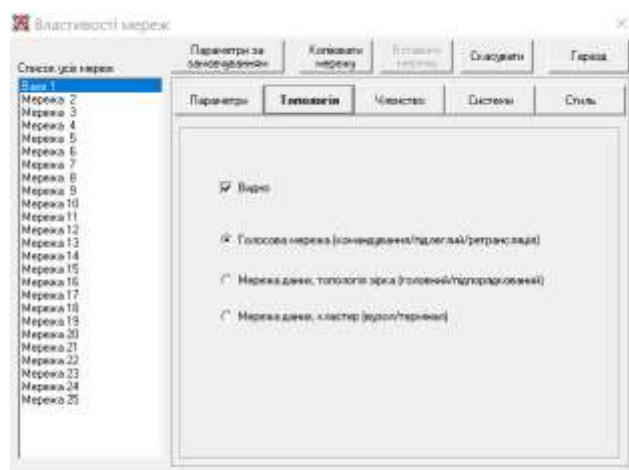 Властивості мереж
Список усіх мереж
Параметри за замовчуванням
Копіювати мережу
Вставити мережу
Скасувати
Гаразд
Параметри
Топологія
Членство
Системи
Стиль
Мережа 2
Мережа 3
Мережа 4
Мережа 5
Мережа 6
Мережа 7
Мережа 8
Мережа 9
Мережа 10
Мережа 11
Мережа 12
Мережа 13
Мережа 14
Мережа 15
Мережа 16
Мережа 17
Мережа 18
Мережа 19
Мережа 20
Мережа 21
Мережа 22
Мережа 23
Мережа 24
Мережа 25
Видно
Голосова мережа (командування/підлеглий/ретрансляція)
Мережа даних, топологія зірка (головний/підпорядкований)
Мережа даних, кластер (вузол/термінал)